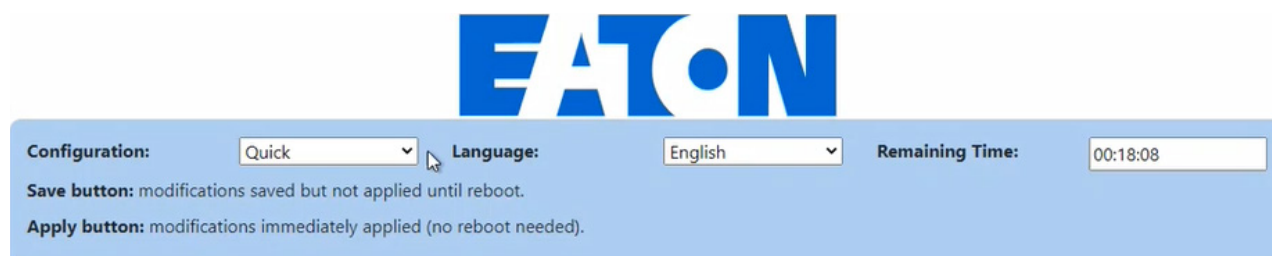 EATON
Configuration: Quick Language: English Remaining Time: 00:18:08
Save button: modifications saved but not applied until reboot.
Apply button: modifications immediately applied (no reboot needed).